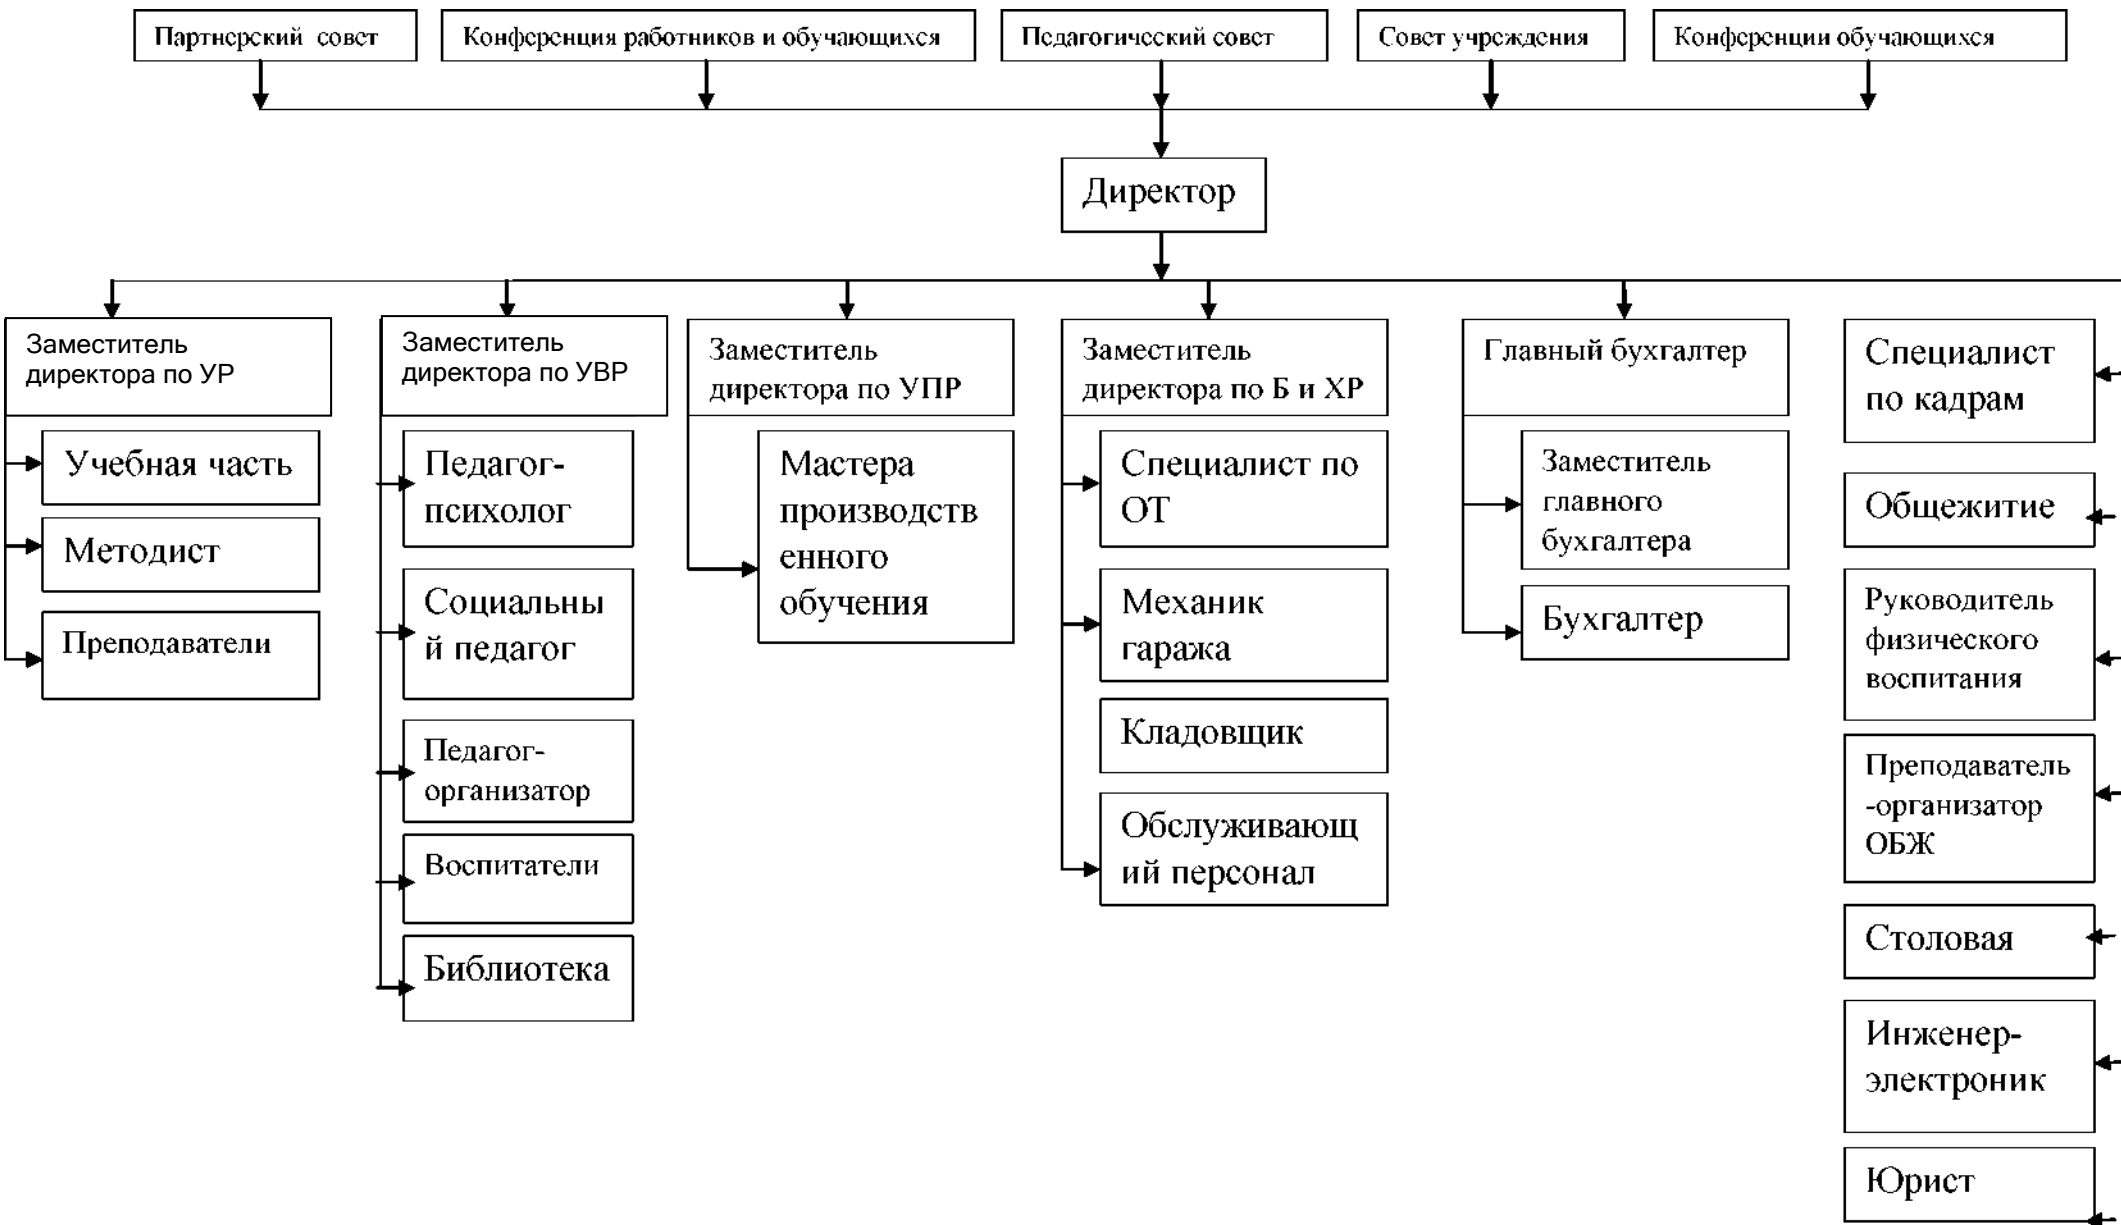 Партнерский совет
Конференция работников и обучающихся
Педагогический совет
Совет учреждения
Конференции обучающихся
Директор
Заместитель
директора по УР
Учебная часть
Методист
Преподаватели
Заместитель
директора по УВР
Педагог-
психолог
Социальны
й педагог
Педагог-
организатор
Воспитатели
Библиотека
Заместитель
директора по УПР
Мастера
производств
енного
обучения
Заместитель
директора по Б и ХР
Специалист по
ОТ
Механик
гаража
Кладовщик
Обслуживающ
ий персонал
Главный бухгалтер
Заместитель
главного
бухгалтера
Бухгалтер
Специалист
по кадрам
Общежитие
Руководитель
физического
воспитания
Преподаватель
-организатор
ОБЖ
Столовая
Инженер-
электроник
Юрист